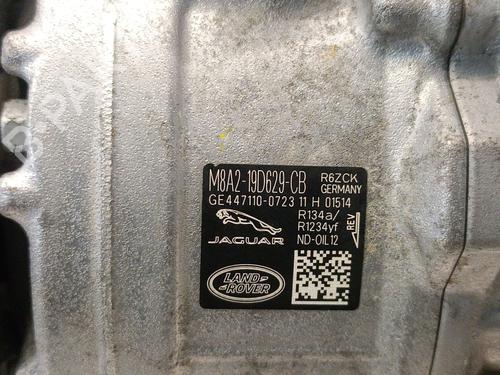 M8A2-19D629-CB R6ZCK
GERMANY
GE447110-0723 11 H 01514
R134a/
R1234yf
ND-OIL12
REV
JAGUAR
LAND-
ROVER